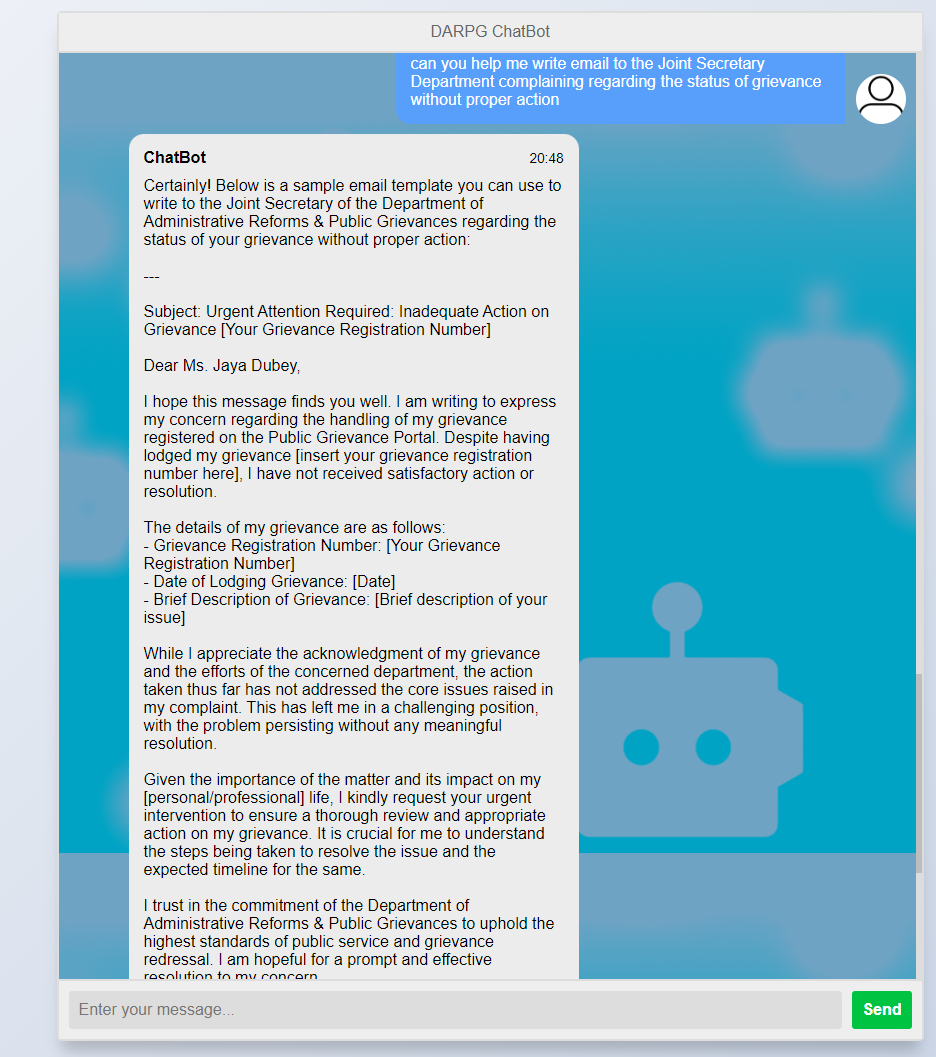 DARPG ChatBot
can you help me write email to the Joint Secretary
Department complaining regarding the status of grievance
without proper action
ChatBot 20:48
Certainly! Below is a sample email template you can use to
write to the Joint Secretary of the Department of
Administrative Reforms & Public Grievances regarding the
status of your grievance without proper action:
---
Subject: Urgent Attention Required: Inadequate Action on
Grievance [Your Grievance Registration Number]
Dear Ms. Jaya Dubey,
I hope this message finds you well. I am writing to express
my concern regarding the handling of my grievance
registered on the Public Grievance Portal. Despite having
lodged my grievance [insert your grievance registration
number here], I have not received satisfactory action or
resolution.
The details of my grievance are as follows:
- Grievance Registration Number: [Your Grievance
Registration Number]
- Date of Lodging Grievance: [Date]
- Brief Description of Grievance: [Brief description of your
issue]
While I appreciate the acknowledgment of my grievance
and the efforts of the concerned department, the action
taken thus far has not addressed the core issues raised in
my complaint. This has left me in a challenging position,
with the problem persisting without any meaningful
resolution.
Given the importance of the matter and its impact on my
[personal/professional] life, I kindly request your urgent
intervention to ensure a thorough review and appropriate
action on my grievance. It is crucial for me to understand
the steps being taken to resolve the issue and the
expected timeline for the same.
I trust in the commitment of the Department of
Administrative Reforms & Public Grievances to uphold the
highest standards of public service and grievance
redressal. I am hopeful for a prompt and effective
resolution to my concern
Enter your message...
Send